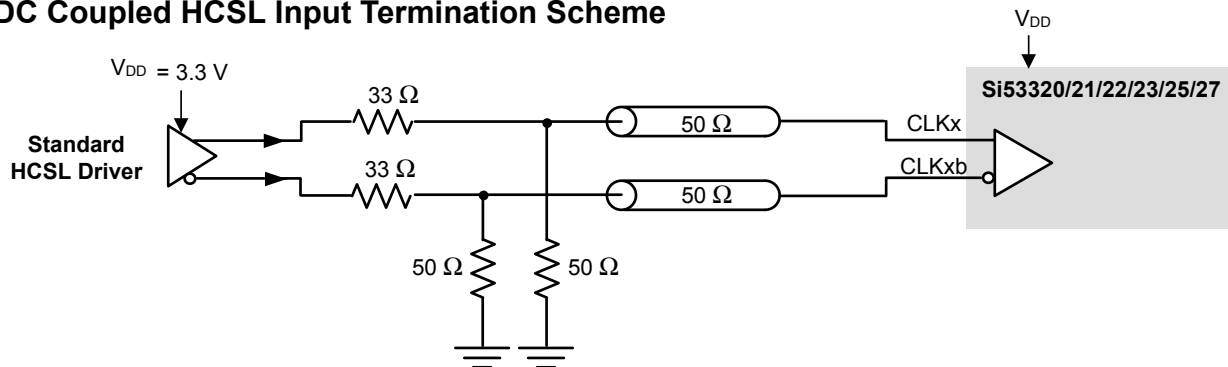 DC Coupled HCSL Input Termination Scheme
VDD
VDD = 3.3 V
Si53320/21/22/23/25/27
33 Ω
50 Ω
CLKx
Standard
HCSL Driver
33 Ω
50 Ω
CLKxb
50 Ω
50 Ω